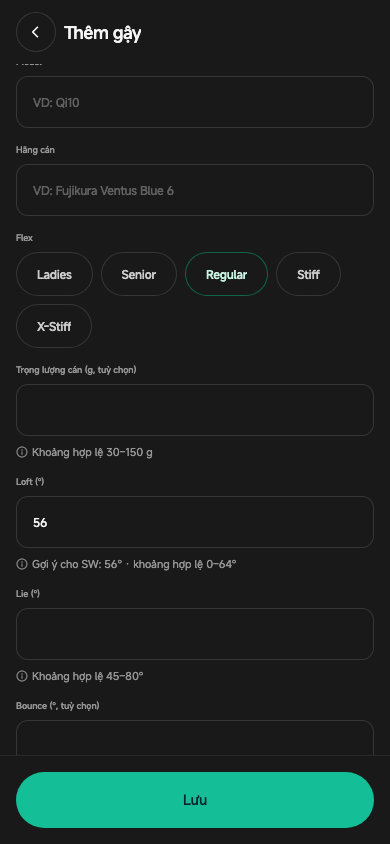 Thêm gậy
VD: Qi10
Hãng cán
VD: Fujikura Ventus Blue 6
Flex
Ladies
Senior
Regular
Stiff
X-Stiff
Trọng lượng cán (g, tuỳ chọn)
Khoảng hợp lệ 30–150 g
Loft (°)
56
Gợi ý cho SW: 56° · khoảng hợp lệ 0–64°
Lie (°)
Khoảng hợp lệ 45–80°
Bounce (°, tuỳ chọn)
Lưu